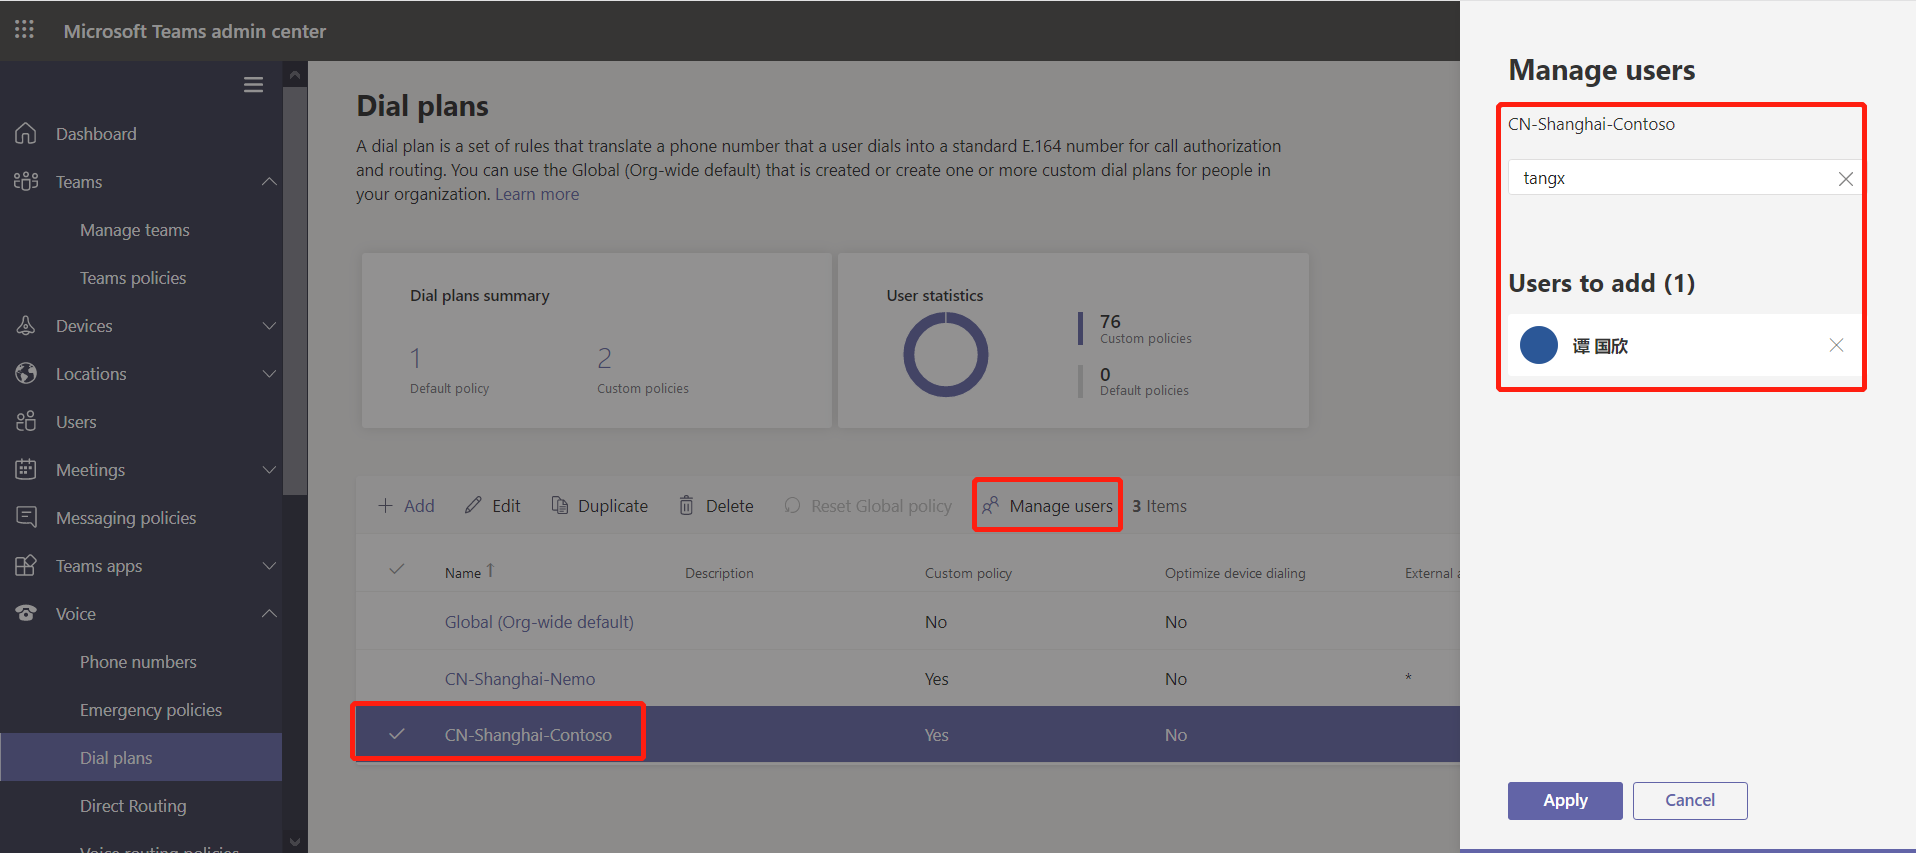 Microsoft Teams admin center
Dashboard
Teams
Manage teams
Teams policies
Devices
Locations
Users
Meetings
Messaging policies
Teams apps
Voice
Phone numbers
Emergency policies
Dial plans
Direct Routing
Voice routing policies
Dial plans
A dial plan is a set of rules that translate a phone number that a user dials into a standard E.164 number for call authorization
and routing. You can use the Global (Org-wide default) that is created or create one or more custom dial plans for people in
your organization. Learn more
Dial plans summary
1
Default policy
2
Custom policies
User statistics
76
Custom policies
0
Default policies
Add Edit Duplicate Delete Reset Global policy Manage users 3 Items
Name ↑ Description Custom policy Optimize device dialing External a
Global (Org-wide default) No No
CN-Shanghai-Nemo Yes No *
CN-Shanghai-Contoso Yes No
Manage users
CN-Shanghai-Contoso
tangx
Users to add (1)
谭 国欣
Apply Cancel